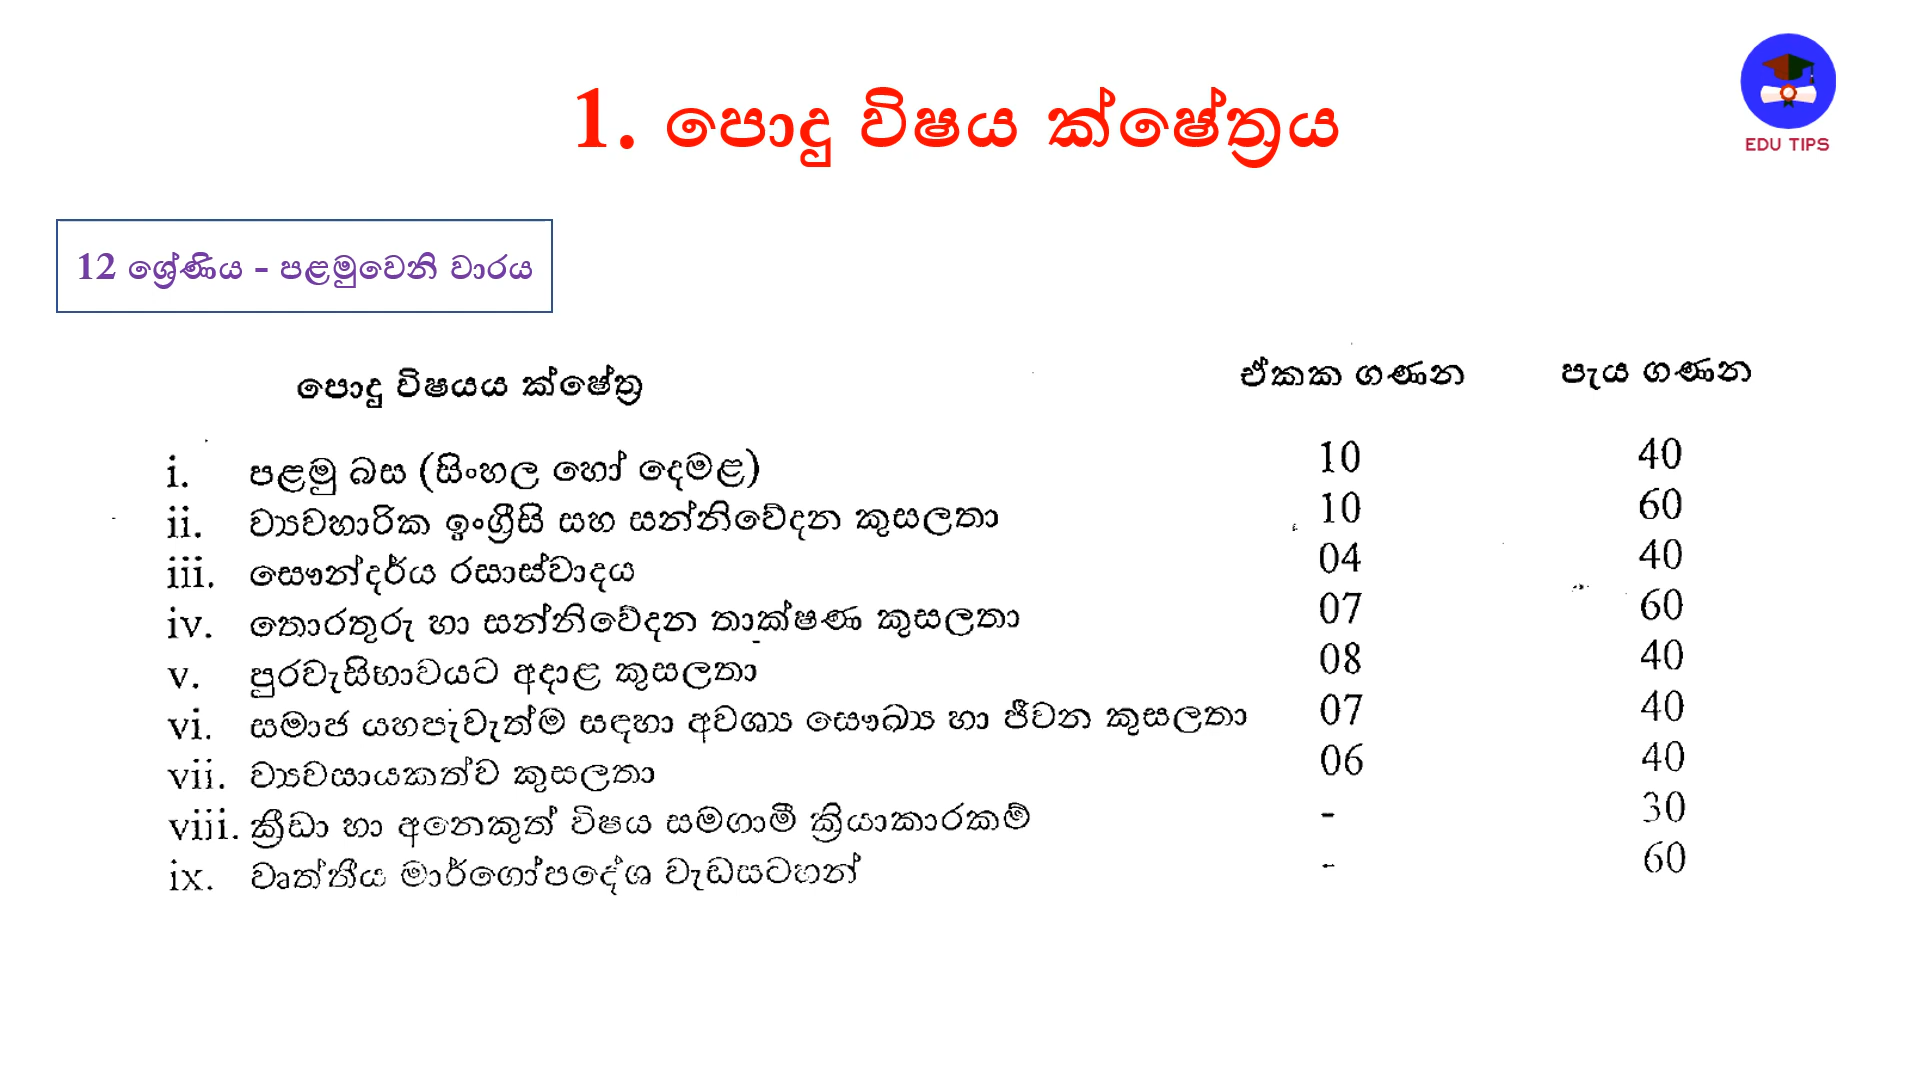 1. පොදු විෂය ක්ෂේත්‍රය
EDU TIPS
12 ශ්‍රේණිය - පළමුවෙනි වාරය
පොදු විෂයය ක්ෂේත්‍ර ඒකක ගණන පැය ගණන
i. පළමු බස (සිංහල හෝ දෙමළ) 10 40
ii. ව්‍යවහාරික ඉංග්‍රීසි සහ සන්නිවේදන කුසලතා 10 60
iii. සෞන්දර්ය රසාස්වාදය 04 40
iv. තොරතුරු හා සන්නිවේදන තාක්ෂණ කුසලතා 07 60
v. පුරවැසිභාවයට අදාළ කුසලතා 08 40
vi. සමාජ යහපැවැත්ම සඳහා අවශ්‍ය සෞඛ්‍ය හා ජීවන කුසලතා 07 40
vii. ව්‍යවසායකත්ව කුසලතා 06 40
viii. ක්‍රීඩා හා අනෙකුත් විෂය සමගාමී ක්‍රියාකාරකම් - 30
ix. වෘත්තීය මාර්ගෝපදේශ වැඩසටහන් - 60